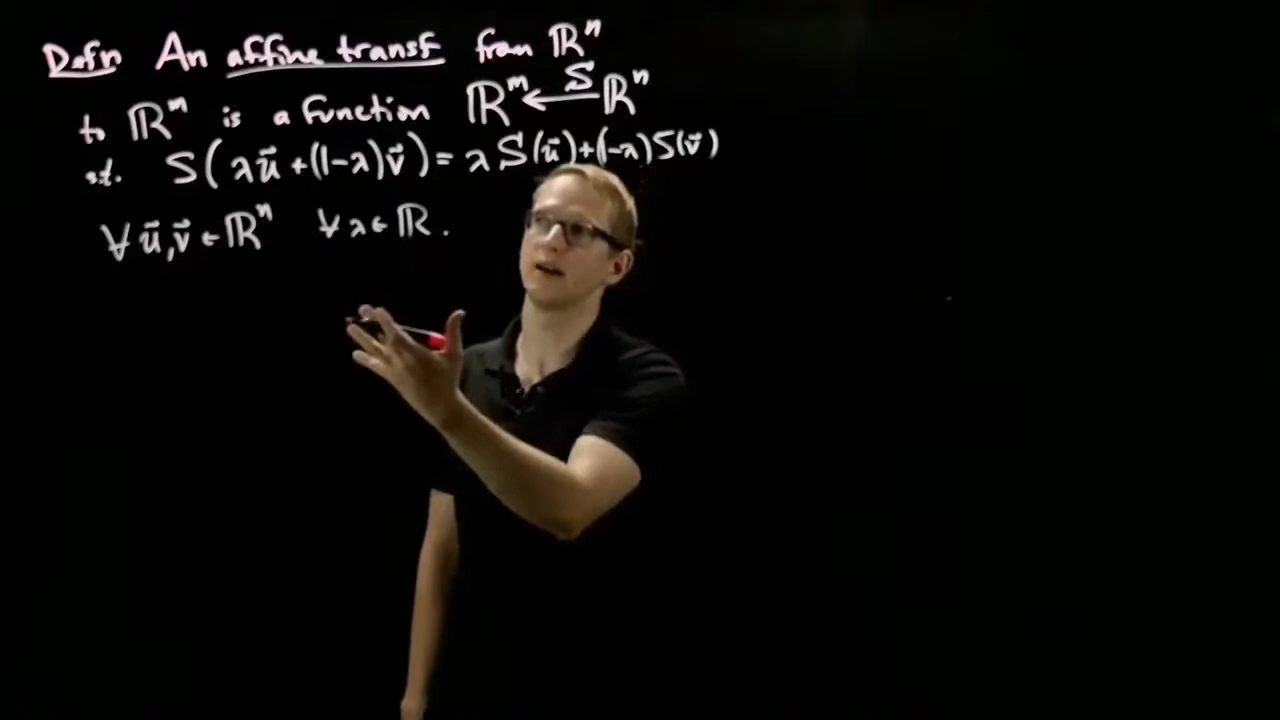 Defn An affine transf from ℝⁿ
to ℝᵐ is a function ℝᵐ ←S ℝⁿ
s.t. S(λu⃗+(1-λ)v⃗)=λS(u⃗)+(1-λ)S(v⃗)
∀ u⃗,v⃗∈ℝⁿ ∀ λ∈ℝ.